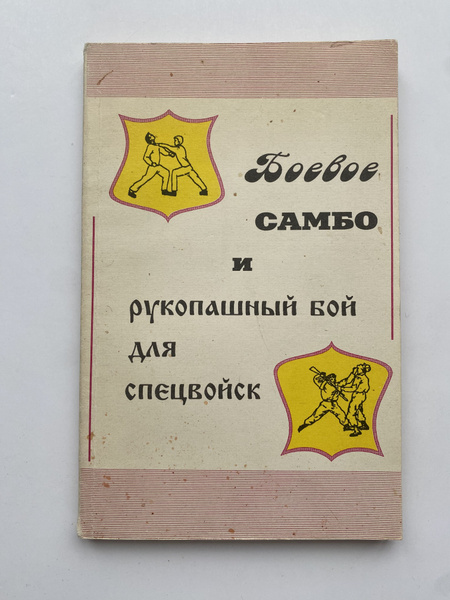 Боевое
САМБО
и
рукопашный бой
для
спецвойск